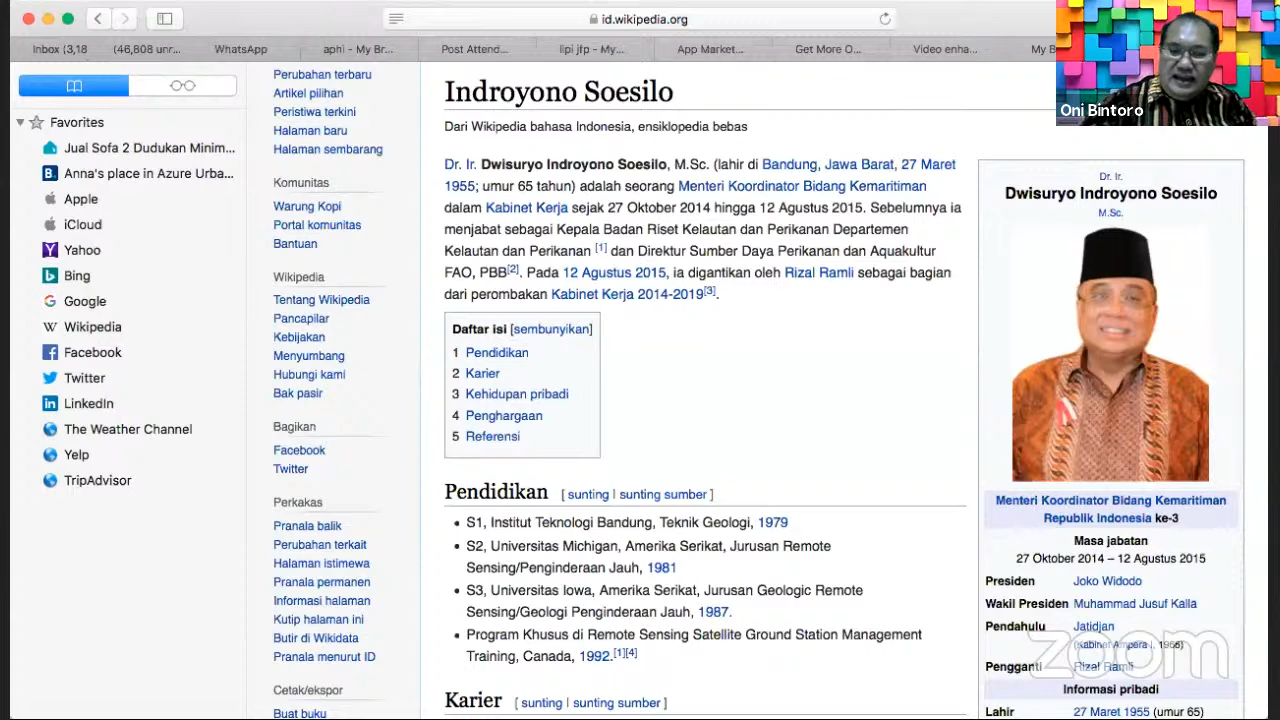 id.wikipedia.org
Inbox (3,18
(46,808 unr...
WhatsApp
aphi - My Br...
Post Attend...
lipi jfp - My...
App Market...
Get More O...
Video enha...
My B
Oni Bintoro
Favorites
Jual Sofa 2 Dudukan Minim...
Anna's place in Azure Urba...
Apple
iCloud
Yahoo
Bing
Google
Wikipedia
Facebook
Twitter
LinkedIn
The Weather Channel
Yelp
TripAdvisor
Perubahan terbaru
Artikel pilihan
Peristiwa terkini
Halaman baru
Halaman sembarang
Komunitas
Warung Kopi
Portal komunitas
Bantuan
Wikipedia
Tentang Wikipedia
Pancapilar
Kebijakan
Menyumbang
Hubungi kami
Bak pasir
Bagikan
Facebook
Twitter
Perkakas
Pranala balik
Perubahan terkait
Halaman istimewa
Pranala permanen
Informasi halaman
Kutip halaman ini
Butir di Wikidata
Pranala menurut ID
Cetak/ekspor
Buat buku
Indroyono Soesilo
Dari Wikipedia bahasa Indonesia, ensiklopedia bebas
Dr. Ir. Dwisuryo Indroyono Soesilo, M.Sc. (lahir di Bandung, Jawa Barat, 27 Maret
1955; umur 65 tahun) adalah seorang Menteri Koordinator Bidang Kemaritiman
dalam Kabinet Kerja sejak 27 Oktober 2014 hingga 12 Agustus 2015. Sebelumnya ia
menjabat sebagai Kepala Badan Riset Kelautan dan Perikanan Departemen
Kelautan dan Perikanan [1] dan Direktur Sumber Daya Perikanan dan Aquakultur
FAO, PBB[2]. Pada 12 Agustus 2015, ia digantikan oleh Rizal Ramli sebagai bagian
dari perombakan Kabinet Kerja 2014-2019[3].
Daftar isi [sembunyikan]
1 Pendidikan
2 Karier
3 Kehidupan pribadi
4 Penghargaan
5 Referensi
Pendidikan [ sunting | sunting sumber ]
• S1, Institut Teknologi Bandung, Teknik Geologi, 1979
• S2, Universitas Michigan, Amerika Serikat, Jurusan Remote
Sensing/Penginderaan Jauh, 1981
• S3, Universitas Iowa, Amerika Serikat, Jurusan Geologic Remote
Sensing/Geologi Penginderaan Jauh, 1987.
• Program Khusus di Remote Sensing Satellite Ground Station Management
Training, Canada, 1992.[1][4]
Karier [ sunting | sunting sumber ]
Dr. Ir.
Dwisuryo Indroyono Soesilo
M.Sc.
Menteri Koordinator Bidang Kemaritiman
Republik Indonesia ke-3
Masa jabatan
27 Oktober 2014 – 12 Agustus 2015
Presiden Joko Widodo
Wakil Presiden Muhammad Jusuf Kalla
Pendahulu Jatidjan
(Kabinet Ampera I, 1966)
Pengganti Rizal Ramli
zoom
Informasi pribadi
Lahir 27 Maret 1955 (umur 65)